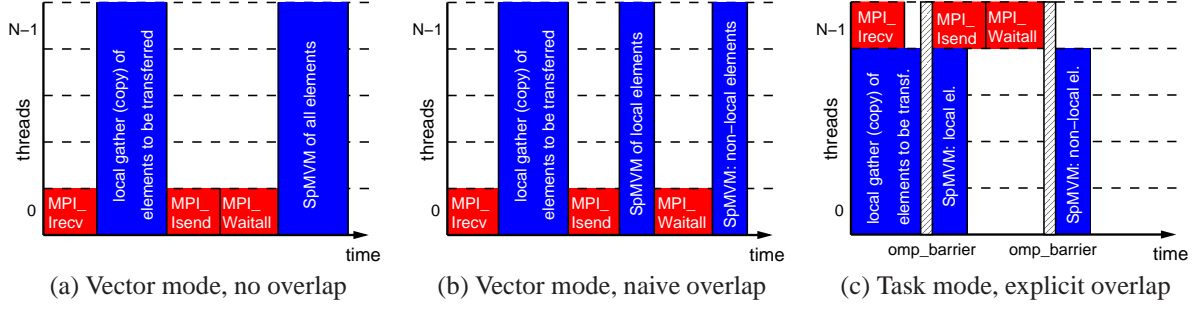 N−1
threads
0
MPI_
Irecv
local gather (copy) of
elements to be transferred
MPI_
Isend
MPI_
Waitall
SpMVM of all elements
time
(a) Vector mode, no overlap
N−1
threads
0
MPI_
Irecv
local gather (copy) of
elements to be transferred
MPI_
Isend
SpMVM of local elements
MPI_
Waitall
SpMVM: non−local elements
time
(b) Vector mode, naive overlap
N−1
threads
0
MPI_
Irecv
local gather (copy) of
elements to be transf.
MPI_
Isend
MPI_
Waitall
SpMVM: local el.
SpMVM: non−local el.
omp_barrier
omp_barrier
time
(c) Task mode, explicit overlap